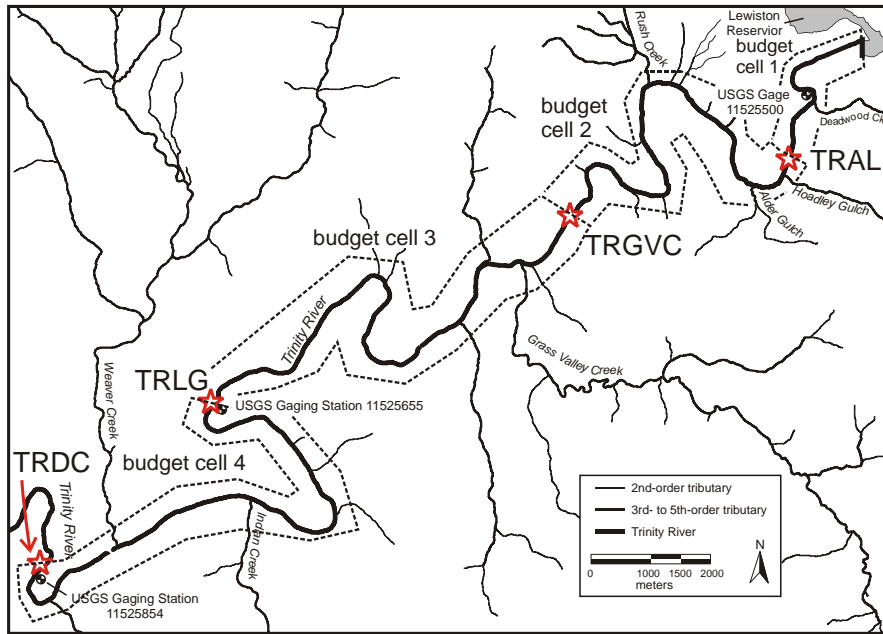 Lewiston
Reservior
budget
cell 1
Rush Creek
USGS Gage
11525500
Deadwood Ck
budget
cell 2
TRAL
Hoadley Gulch
Alder Gulch
TRGVC
budget cell 3
Trinity River
Grass Valley Creek
Weaver Creek
TRLG
USGS Gaging Station 11525655
budget cell 4
TRDC
Trinity River
Indian Creek
USGS Gaging Station
11525854
2nd-order tributary
3rd- to 5th-order tributary
Trinity River
N
0 1000 1500 2000
meters